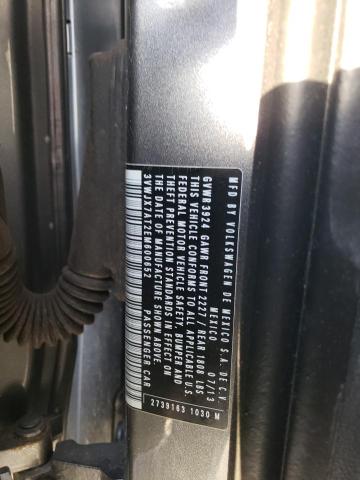 MFD BY VOLKSWAGEN DE MEXICO S.A. DE C.V.
MEXICO 07/13
GVWR 3924 GAWR FRONT 2227 / REAR 1808 LBS
THIS VEHICLE CONFORMS TO ALL APPLICABLE U.S.
FEDERAL MOTOR VEHICLE SAFETY, BUMPER AND
THEFT PREVENTION STANDARDS IN EFFECT ON
THE DATE OF MANUFACTURE SHOWN ABOVE.
3VWJX7AT2EM600652 PASSENGER CAR
2739163 1030 M